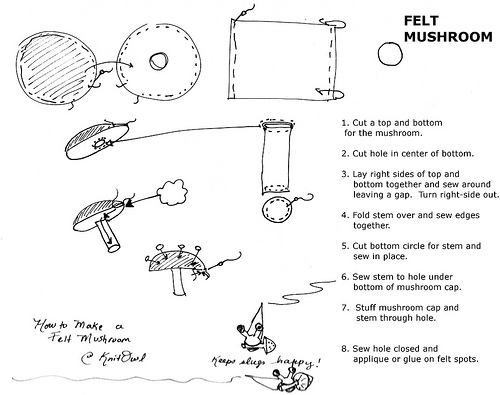 FELT
MUSHROOM
1. Cut a top and bottom
for the mushroom.
2. Cut hole in center of bottom.
3. Lay right sides of top and
bottom together and sew around
leaving a gap. Turn right-side out.
4. Fold stem over and sew edges
together.
5. Cut bottom circle for stem and
sew in place.
6. Sew stem to hole under
bottom of mushroom cap.
7. Stuff mushroom cap and
stem through hole.
8. Sew hole closed and
applique or glue on felt spots.
How to Make a
Felt Mushroom
@ KnitOwl
Keeps slugs happy!